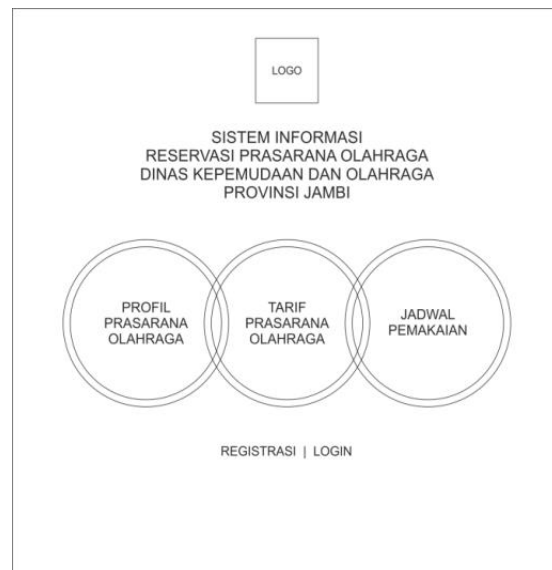 LOGO
SISTEM INFORMASI
RESERVASI PRASARANA OLAHRAGA
DINAS KEPEMUDAAN DAN OLAHRAGA
PROVINSI JAMBI
PROFIL
PRASARANA
OLAHRAGA
TARIF
PRASARANA
OLAHRAGA
JADWAL
PEMAKAIAN
REGISTRASI | LOGIN